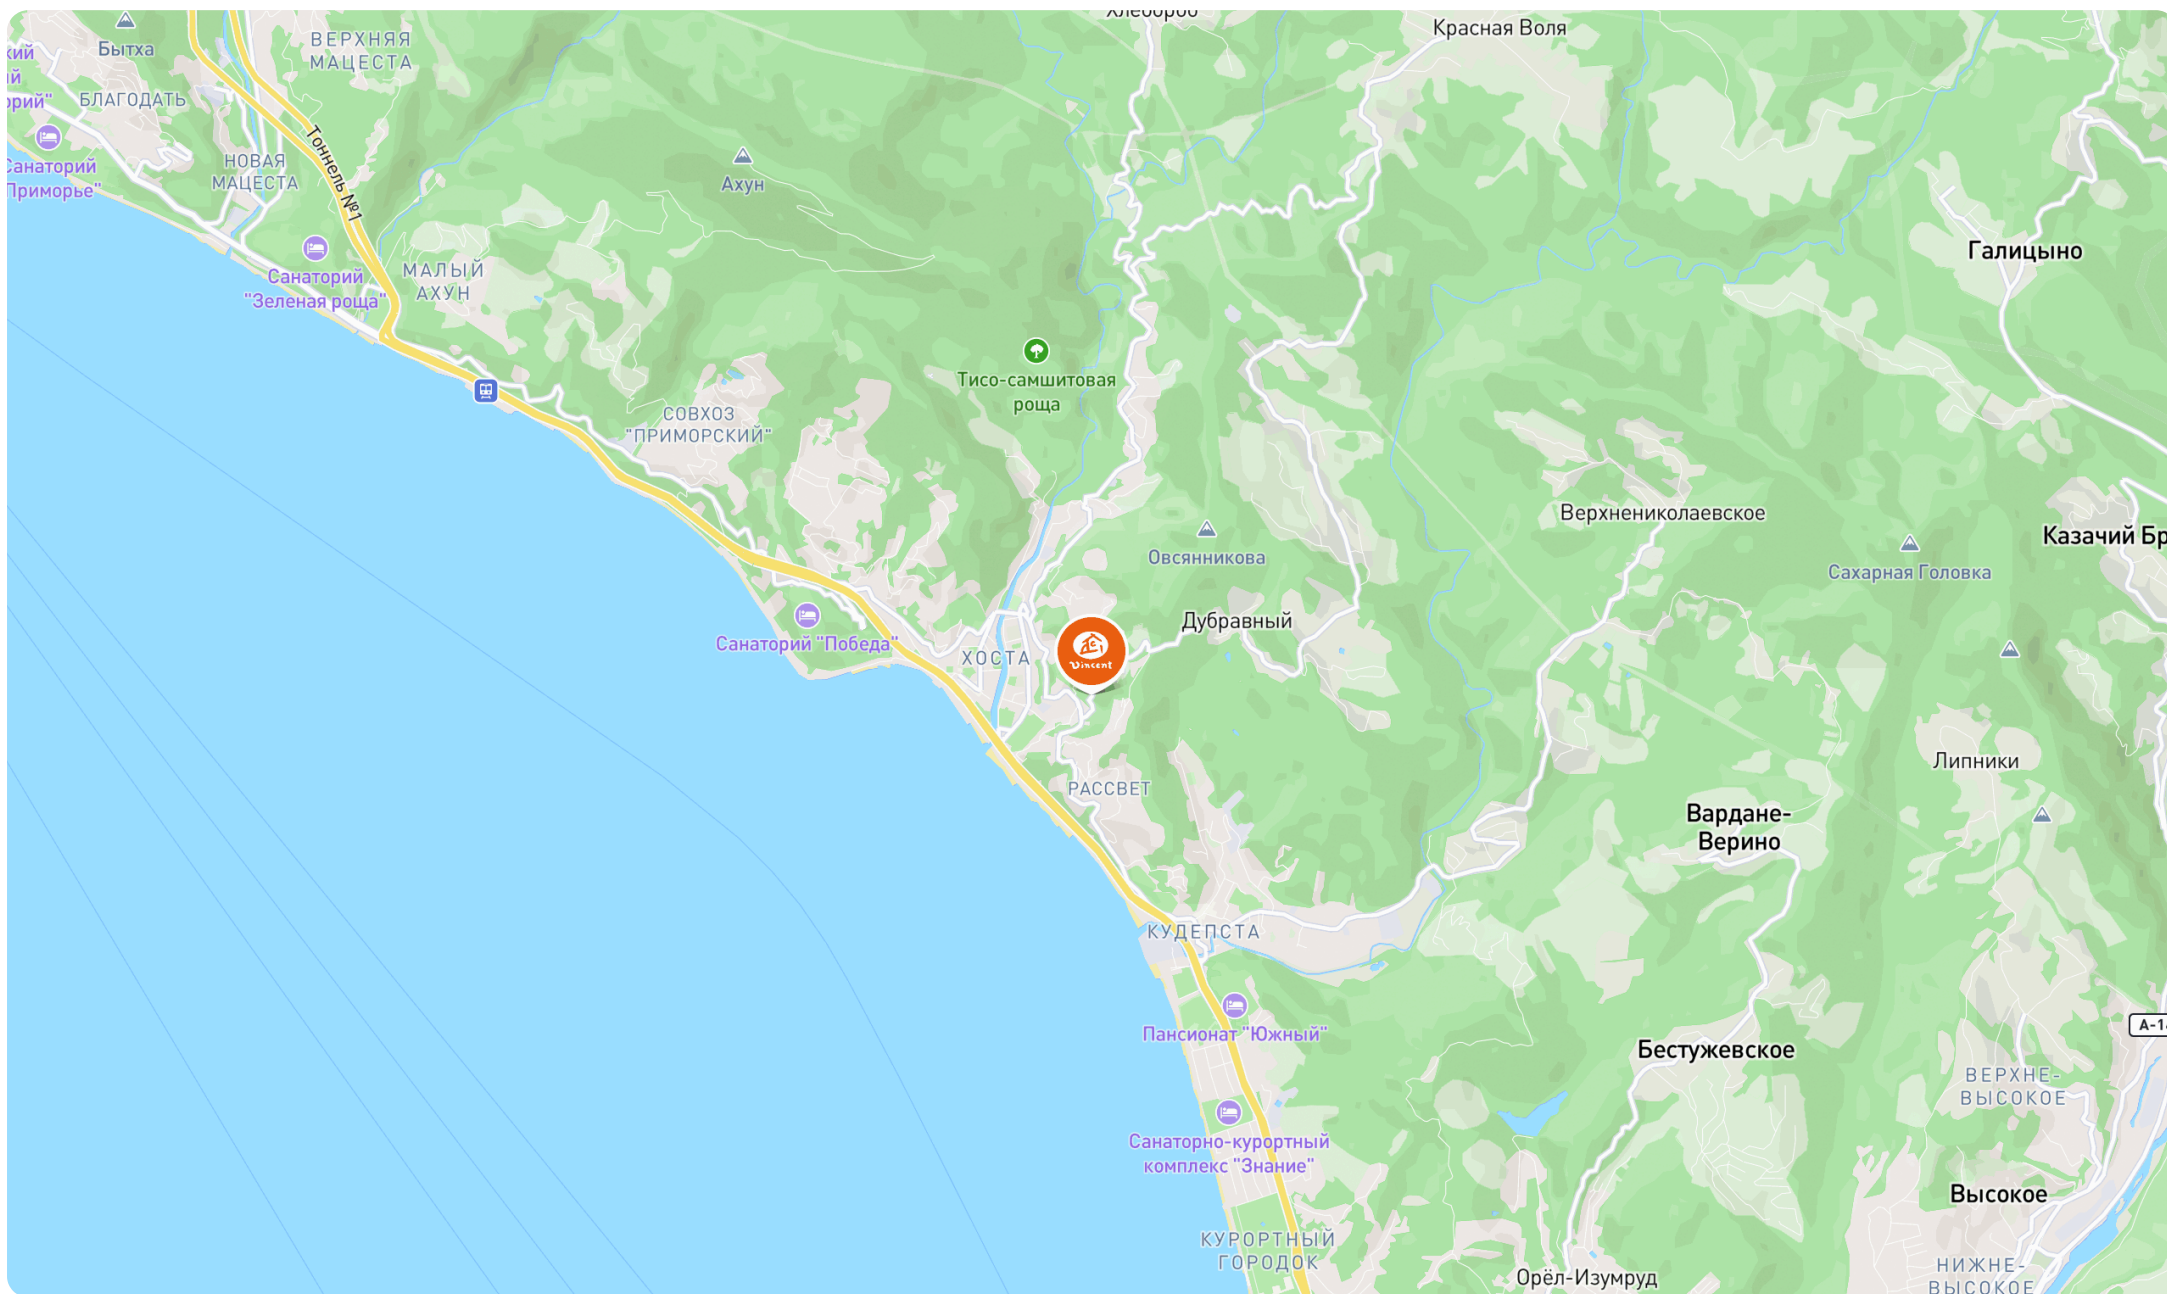 Хлебороб
Красная Воля
Бытха
ВЕРХНЯЯ
МАЦЕСТА
БЛАГОДАТЬ
Тоннель №1
НОВАЯ
МАЦЕСТА
Санаторий
Приморье"
Ахун
Санаторий
"Зеленая роща"
МАЛЫЙ
АХУН
Галицыно
Тисо-самшитовая
роща
СОВХОЗ
"ПРИМОРСКИЙ"
Верхнениколаевское
Казачий Бр
Овсянникова
Сахарная Головка
Дубравный
Санаторий "Победа"
ХОСТА
Vincent
РАССВЕТ
Липники
Вардане-
Верино
КУДЕПСТА
Пансионат "Южный"
A-1
Бестужевское
ВЕРХНЕ-
ВЫСОКОЕ
Санаторно-курортный
комплекс "Знание"
Высокое
КУРОРТНЫЙ
ГОРОДОК
Орёл-Изумруд
НИЖНЕ-
ВЫСОКОЕ